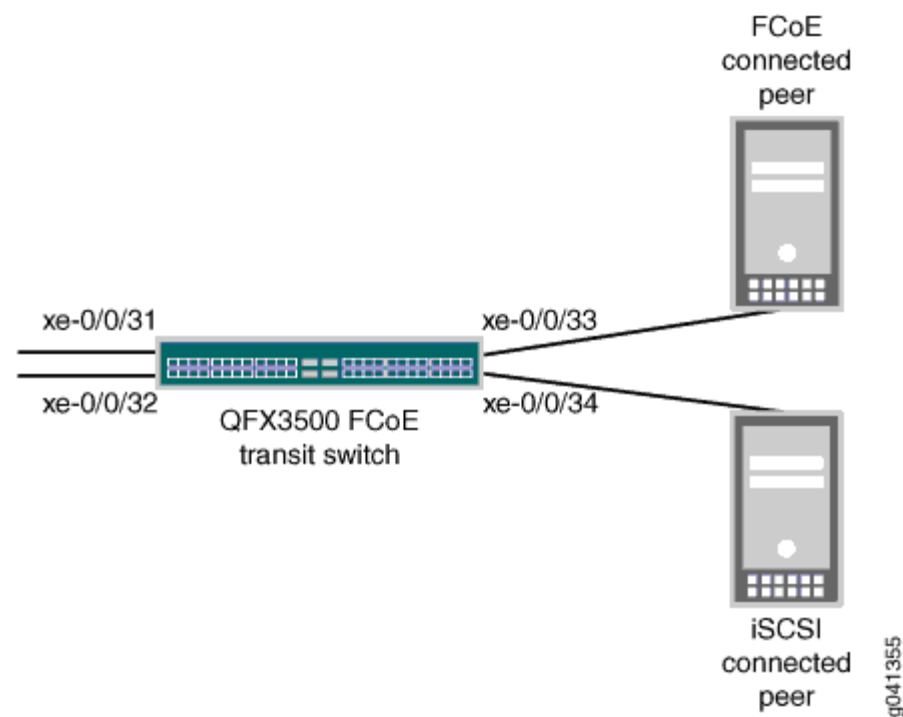 FCoE
connected
peer
xe-0/0/31
xe-0/0/33
xe-0/0/32
xe-0/0/34
QFX3500 FCoE
transit switch
iSCSI
connected
peer
g041355